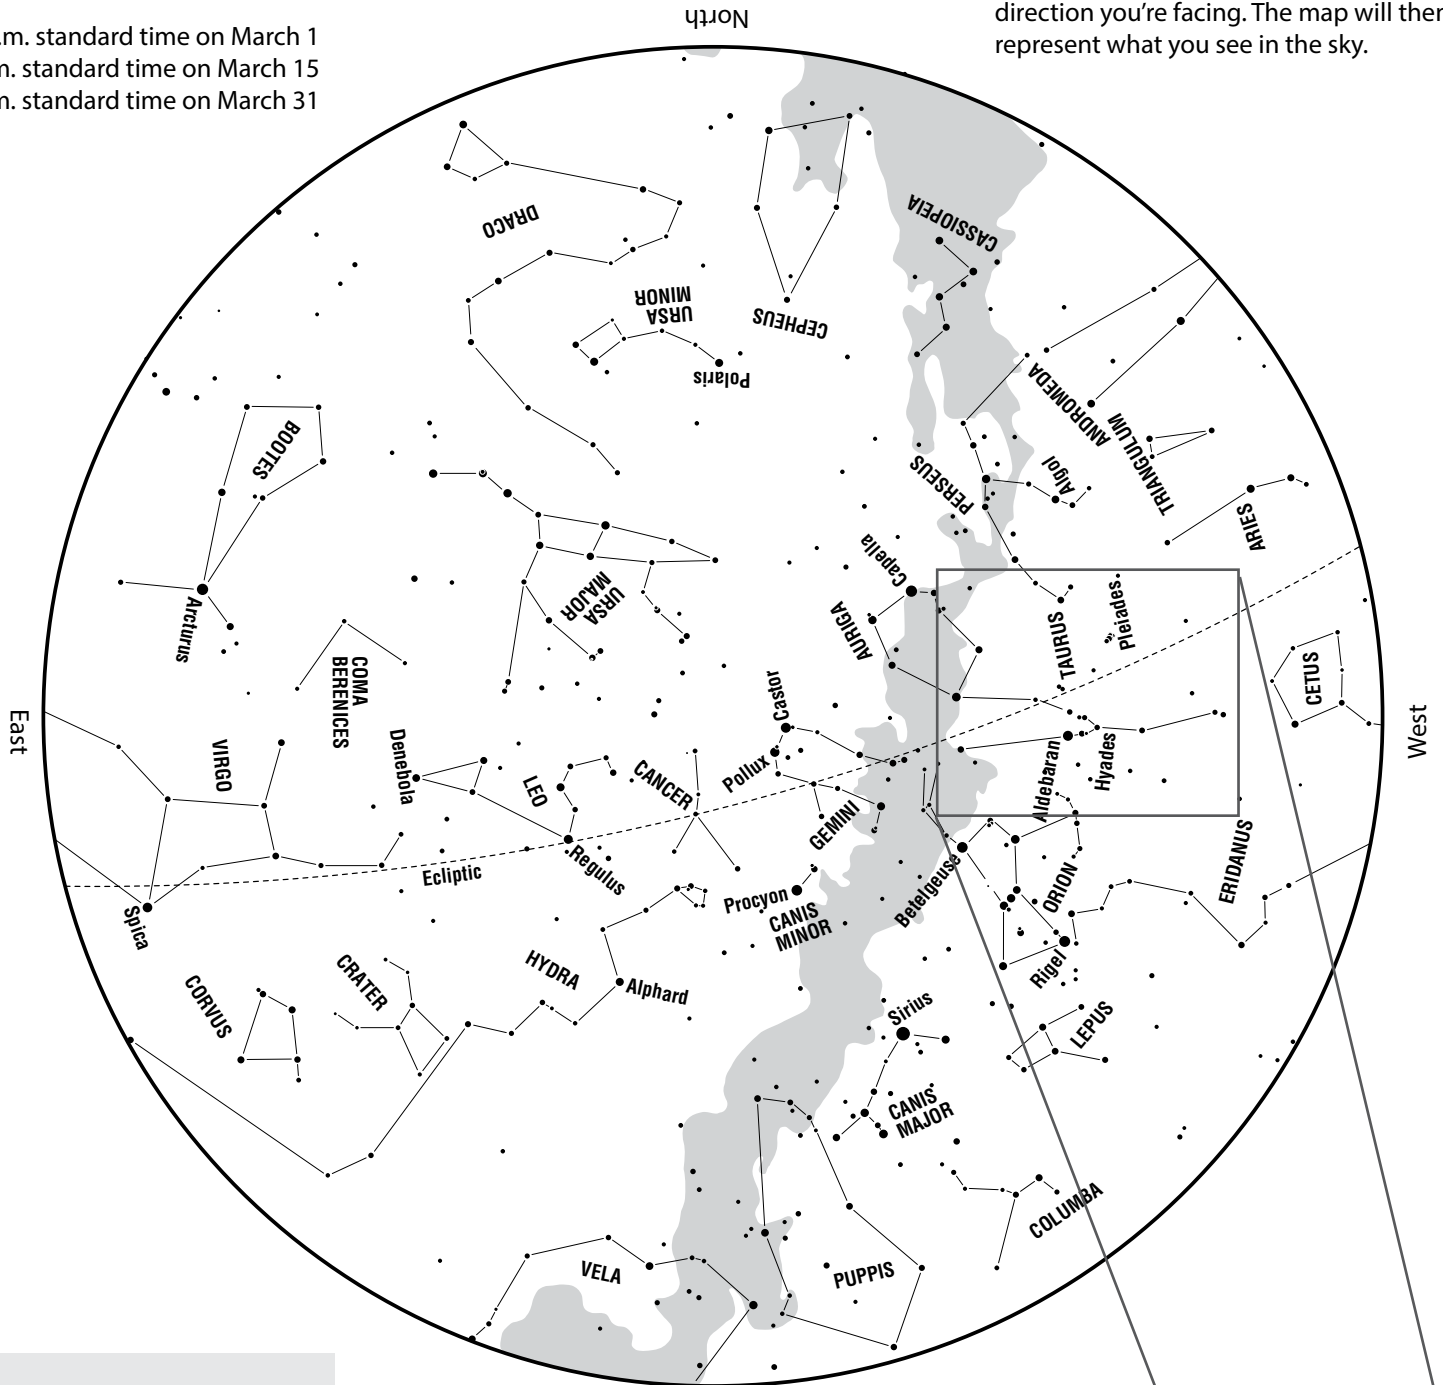 .m. standard time on March 1
m. standard time on March 15
m. standard time on March 31
direction you're facing. The map will then
represent what you see in the sky.
North
DRACO
CASSIOPEIA
URSA
MINOR
CEPHEUS
Polaris
ANDROMEDA
TRIANGULUM
BOOTES
PERSEUS
Algol
ARIES
Capella
URSA
MAJOR
AURIGA
TAURUS
Pleiades
Arcturus
COMA
BERENICES
CETUS
East
West
Castor
VIRGO
Denebola
LEO
CANCER
Pollux
Aldebaran
Hyades
GEMINI
Ecliptic
Regulus
ERIDANUS
Betelgeuse
ORION
Procyon
CANIS
MINOR
Spica
Rigel
CORVUS
CRATER
HYDRA
Alphard
Sirius
LEPUS
CANIS
MAJOR
COLUMBA
VELA
PUPPIS